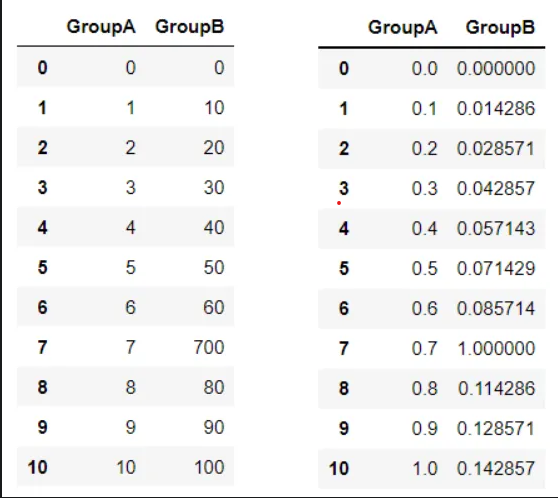 GroupA GroupB GroupA GroupB
0 0 0 0 0.0 0.000000
1 1 10 1 0.1 0.014286
2 2 20 2 0.2 0.028571
3 3 30 3 0.3 0.042857
4 4 40 4 0.4 0.057143
5 5 50 5 0.5 0.071429
6 6 60 6 0.6 0.085714
7 7 700 7 0.7 1.000000
8 8 80 8 0.8 0.114286
9 9 90 9 0.9 0.128571
10 10 100 10 1.0 0.142857